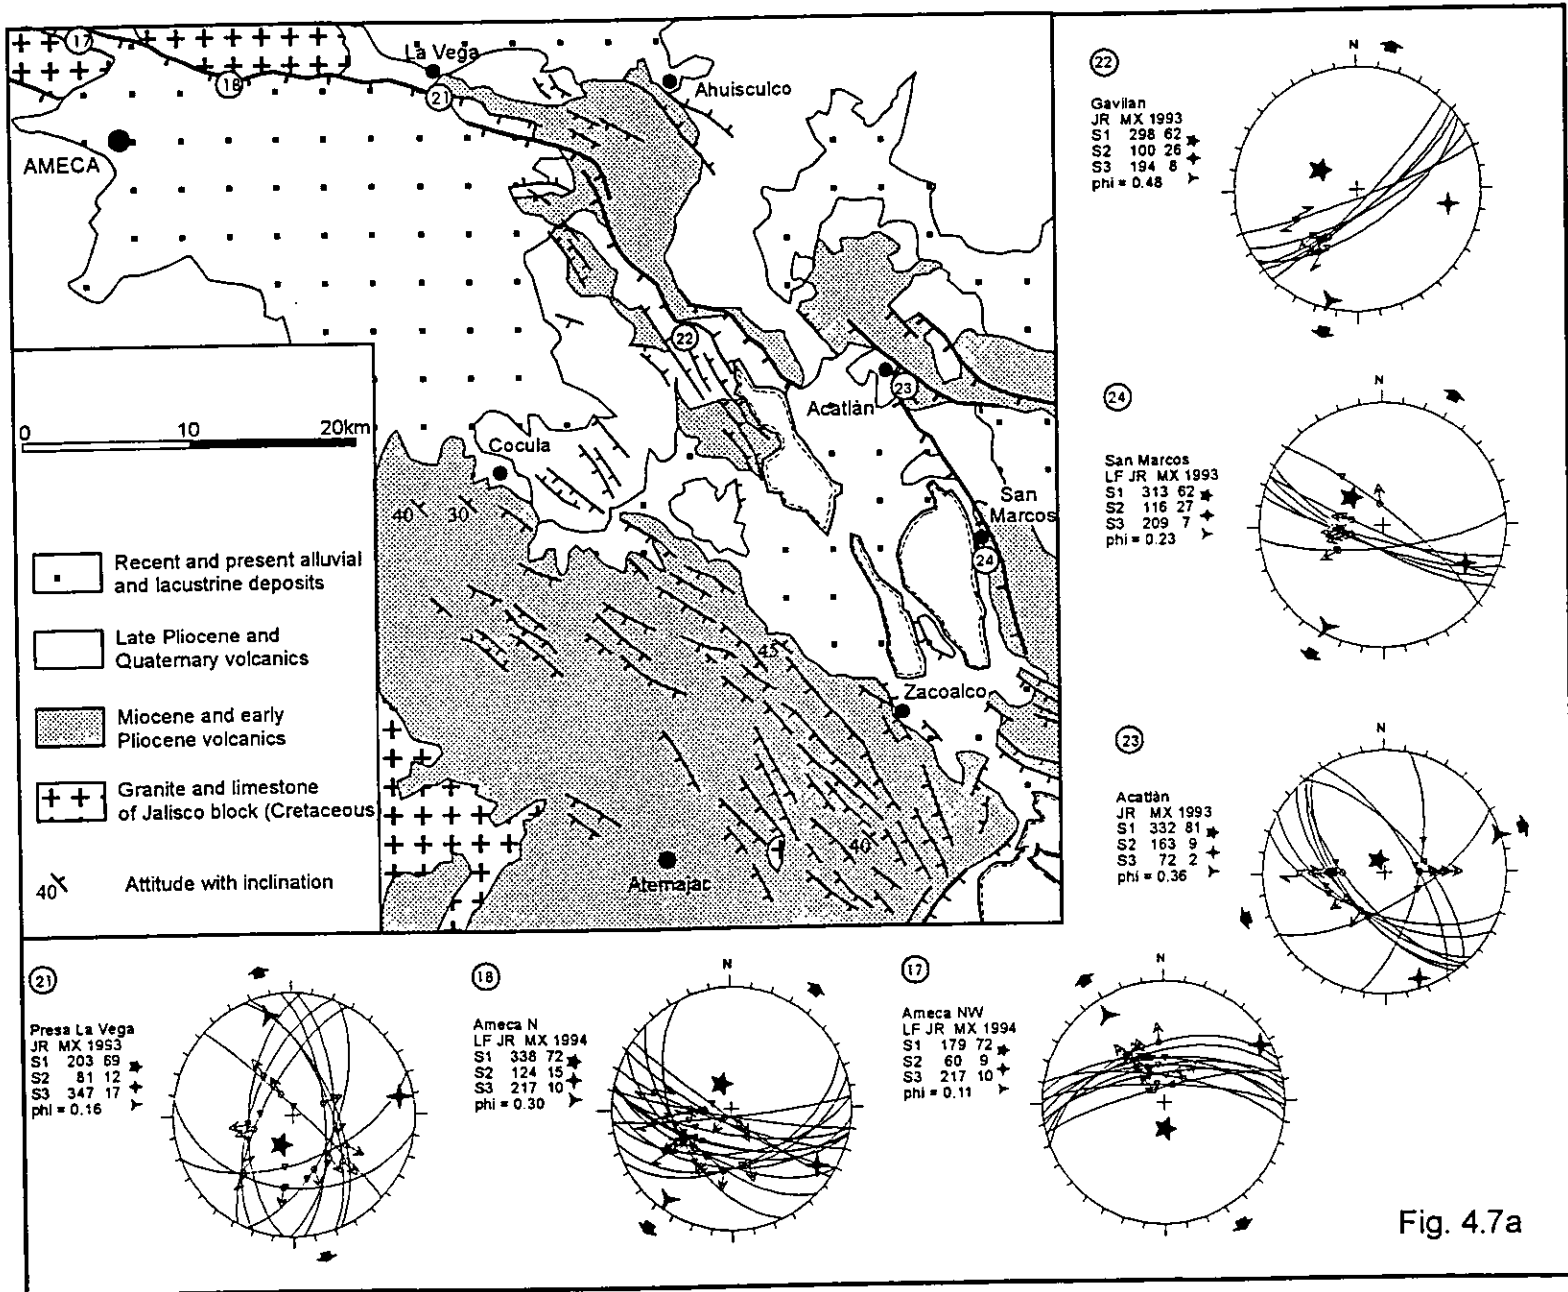 17
18
La Vega
21
Ahuisculco
AMECA
22
Acatlàn
23
0 10 20km
Cocula
40 30
San
Marcos
24
45
Zacoalco
40
Atemajac
Recent and present alluvial
and lacustrine deposits
Late Pliocene and
Quaternary volcanics
Miocene and early
Pliocene volcanics
Granite and limestone
of Jalisco block (Cretaceous
40 Attitude with inclination
22
N
Gavilan
JR MX 1993
S1 298 62
S2 100 26
S3 194 8
phi = 0.48
24
N
San Marcos
LF JR MX 1993
S1 313 62
S2 116 27
S3 209 7
phi = 0.23
23
N
Acatlàn
JR MX 1993
S1 332 81
S2 163 9
S3 72 2
phi = 0.36
21
Presa La Vega
JR MX 1993
S1 203 69
S2 81 12
S3 347 17
phi = 0.16
18
N
Ameca N
LF JR MX 1994
S1 338 72
S2 124 15
S3 217 10
phi = 0.30
17
N
Ameca NW
LF JR MX 1994
S1 179 72
S2 60 9
S3 217 10
phi = 0.11
Fig. 4.7a